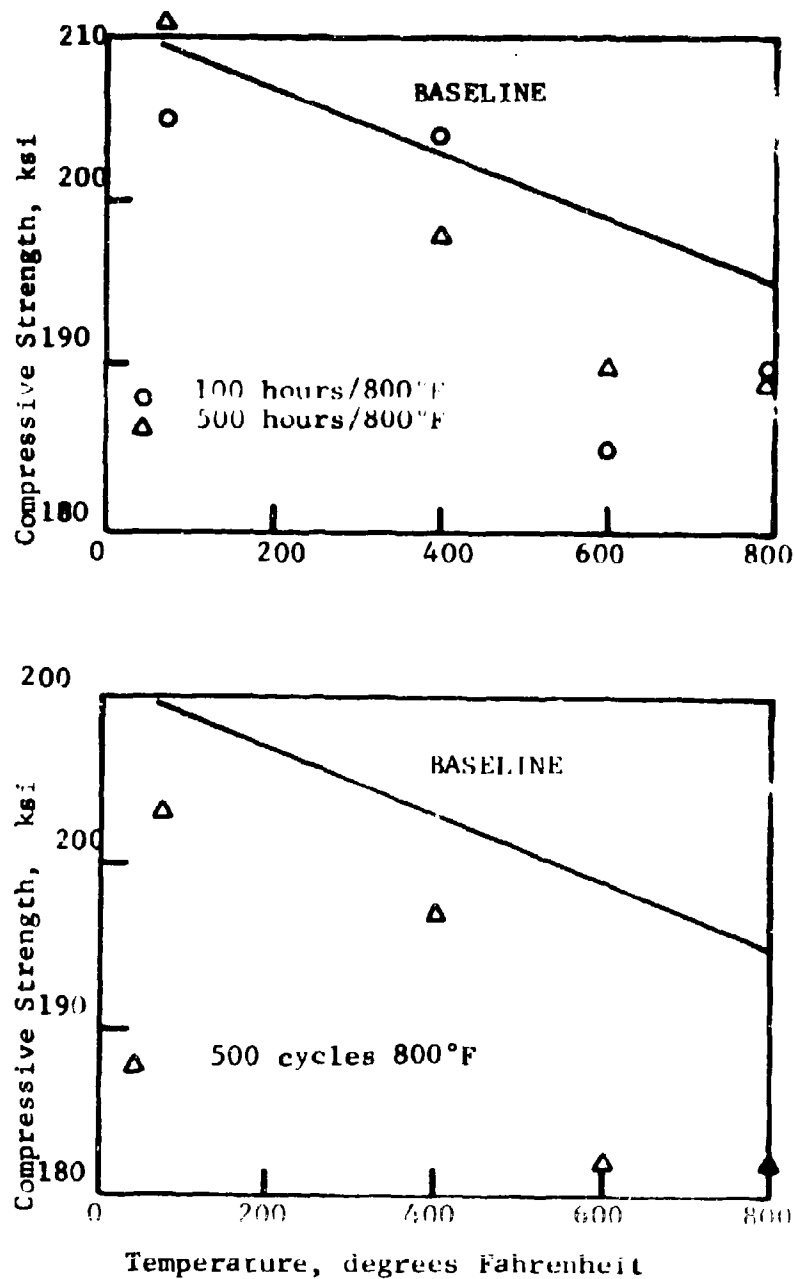 210
BASELINE
200
190
100 hours/800°F
500 hours/800°F
180
0 200 400 600 800
Compressive Strength, ksi
200
BASELINE
200
190
500 cycles 800°F
180
0 200 400 600 800
Compressive Strength, ksi
Temperature, degrees Fahrenheit